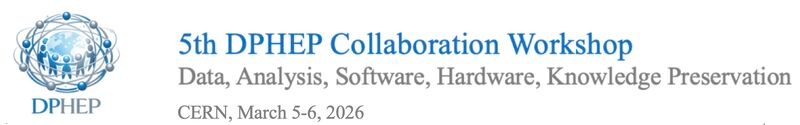 5th DPHEP Collaboration Workshop
Data, Analysis, Software, Hardware, Knowledge Preservation
DPHEP
CERN, March 5-6, 2026